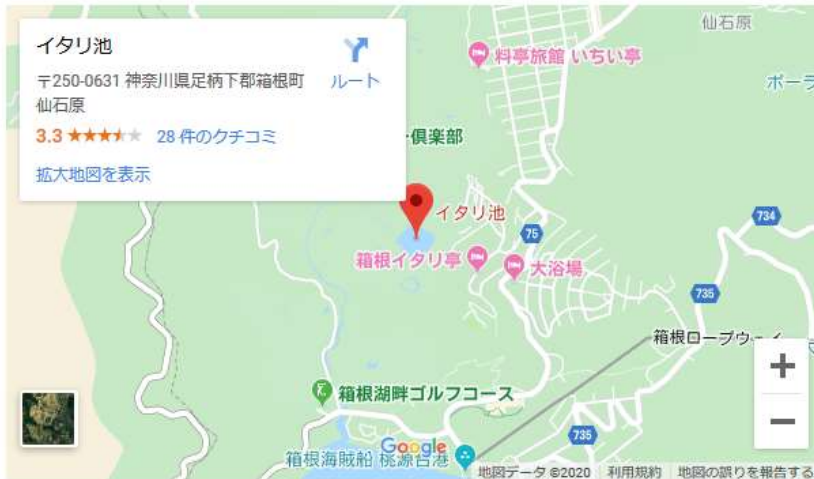 イタリ池
〒250-0631 神奈川県足柄下郡箱根町
仙石原
ルート
3.3
28 件のクチコミ
拡大地図を表示
仙石原
料亭旅館 いちい亭
ポーラ
倶楽部
イタリ池
75
734
箱根イタリ亭
大浴場
735
箱根ロープウェイ
箱根湖畔ゴルフコース
735
Google
箱根海賊船 桃源台港
地図データ ©2020
利用規約
地図の誤りを報告する